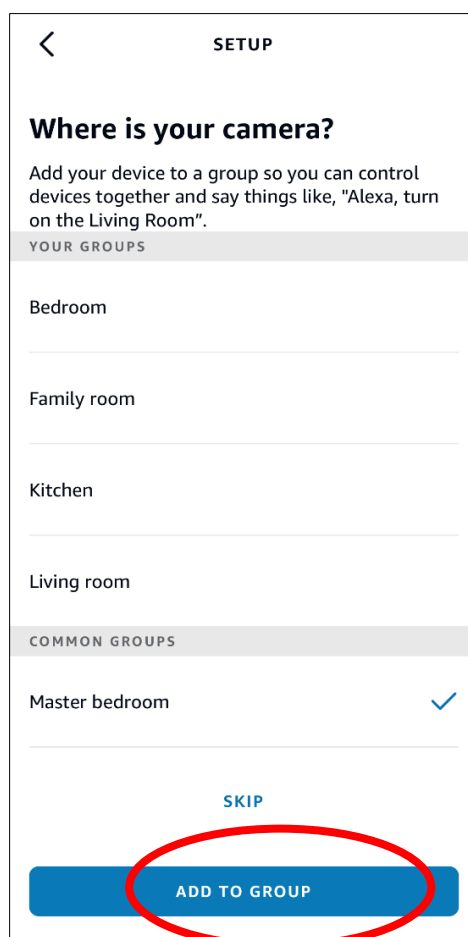 SETUP
Where is your camera?
Add your device to a group so you can control
devices together and say things like, "Alexa, turn
on the Living Room”.
YOUR GROUPS
Bedroom
Family room
Kitchen
Living room
COMMON GROUPS
Master bedroom
SKIP
ADD TO GROUP